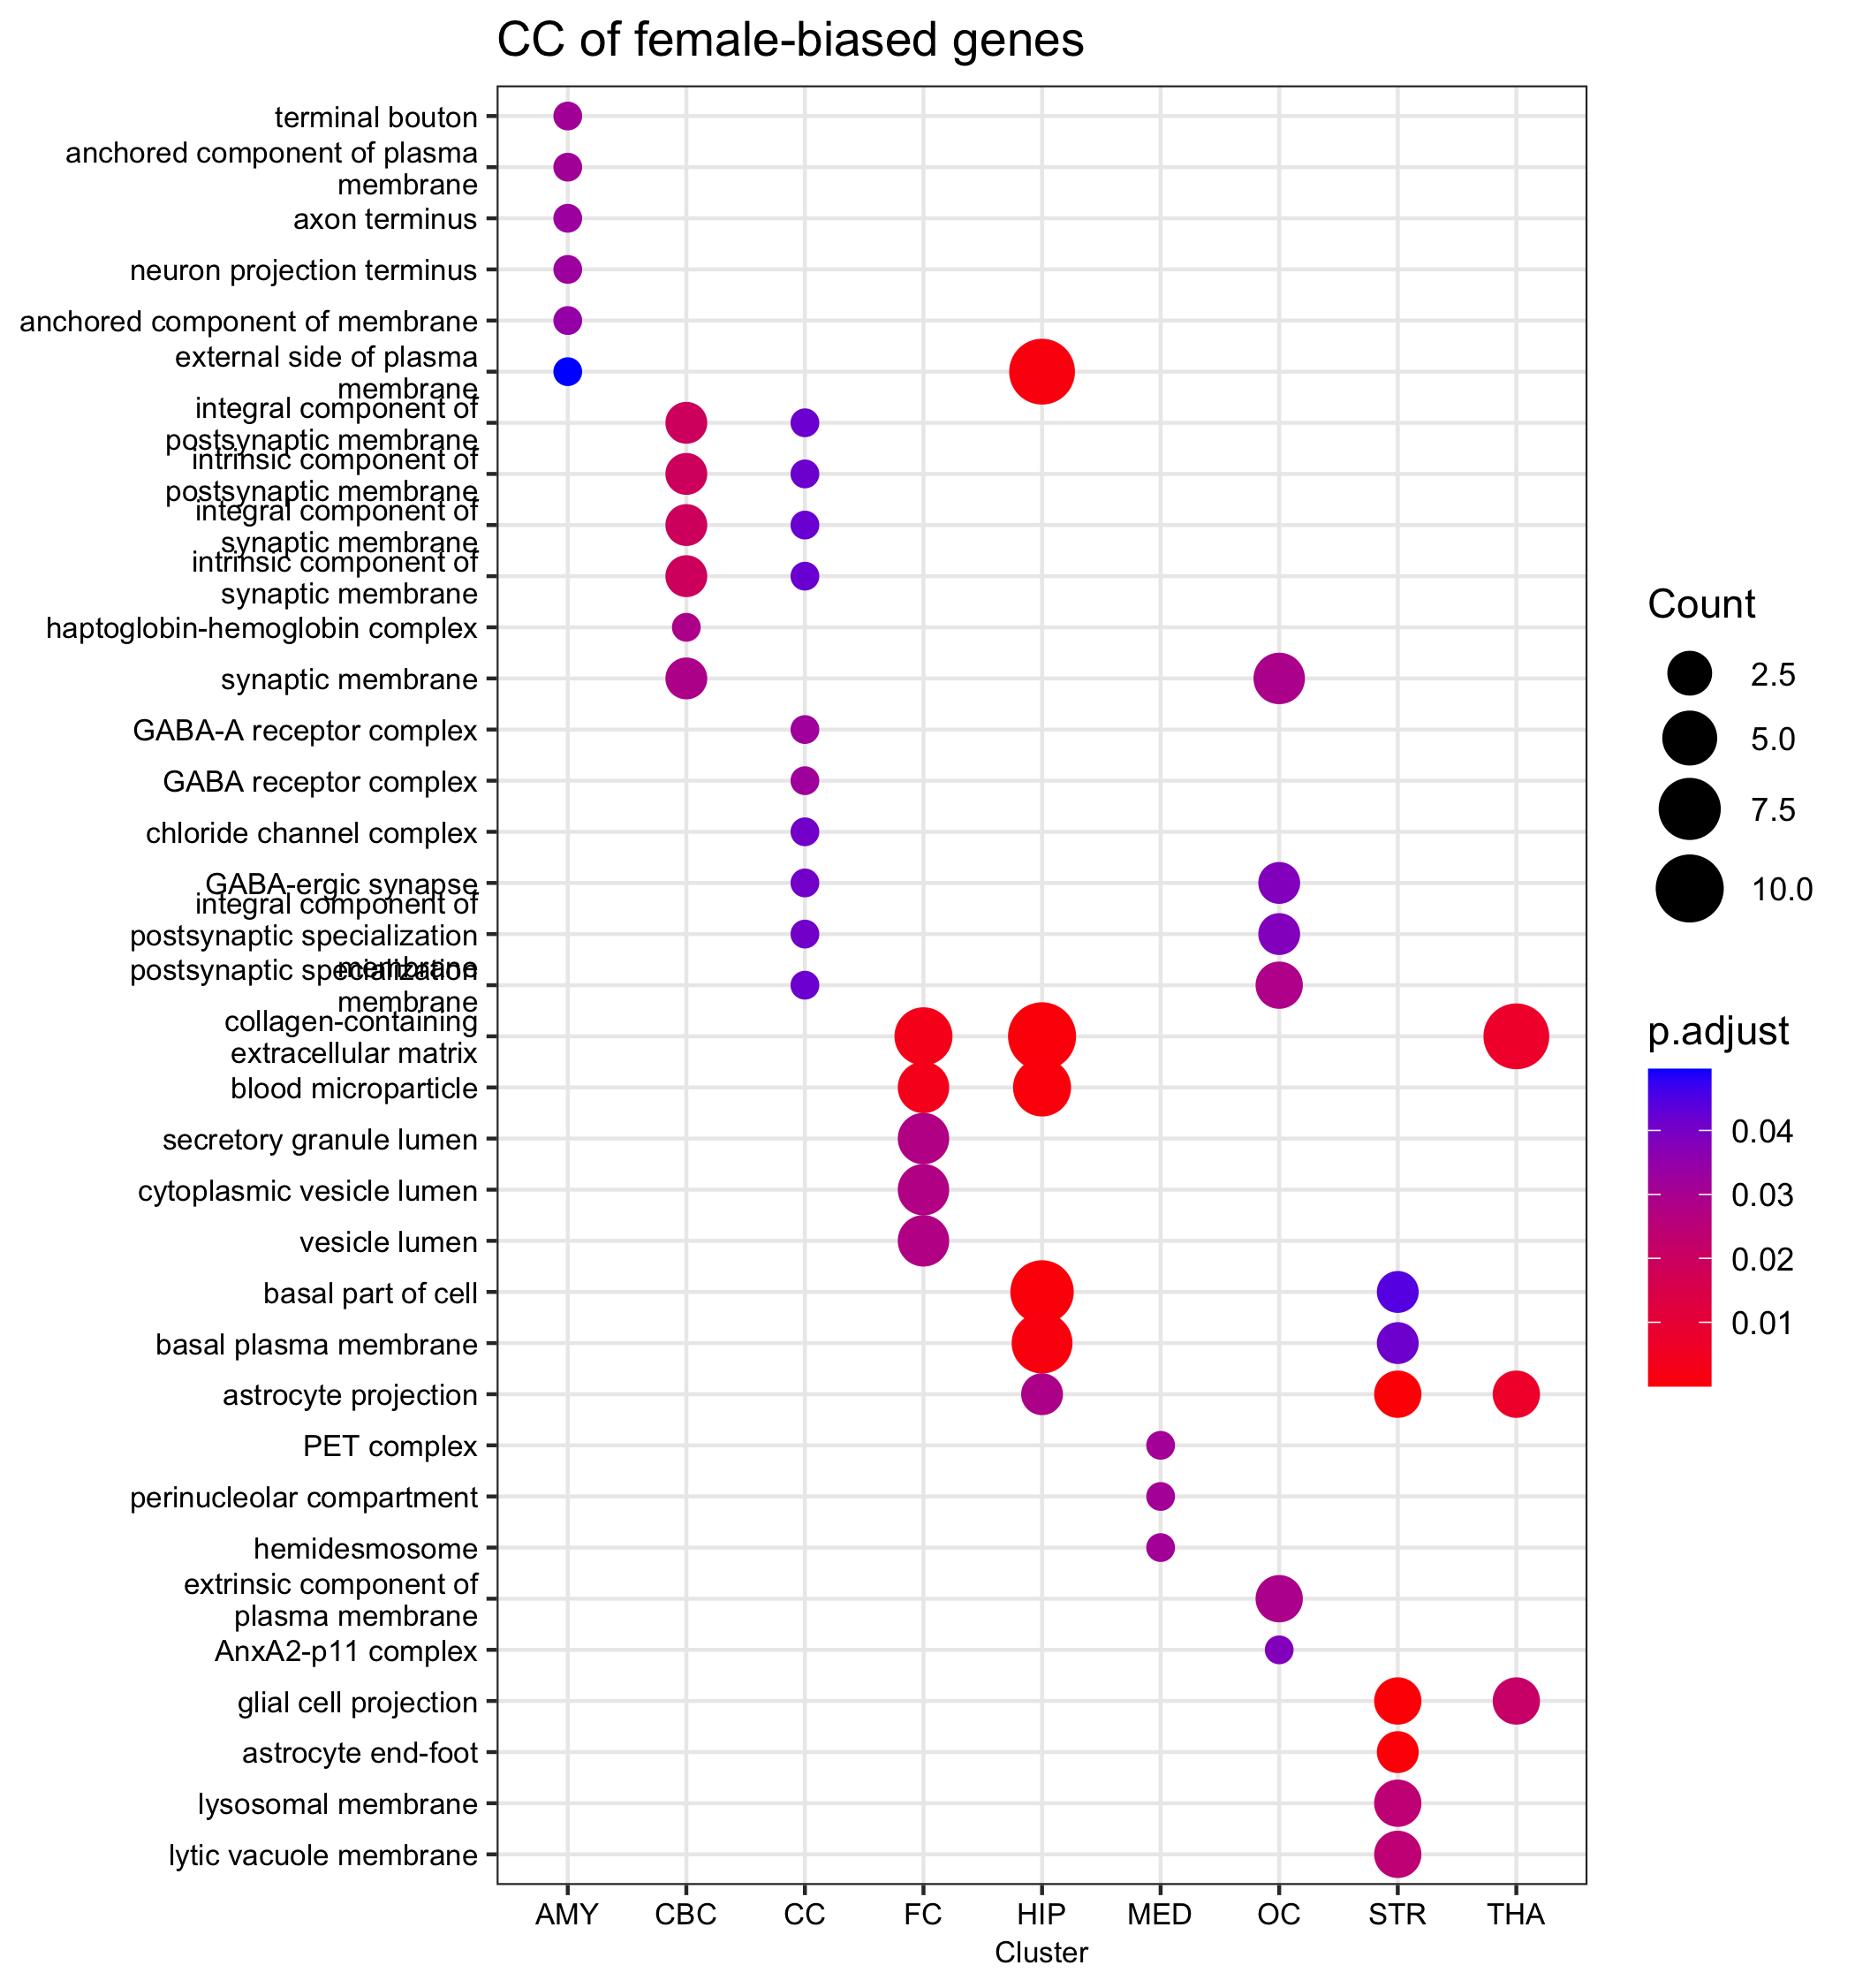 CC of female-biased genes
terminal bouton
anchored component of plasma
membrane
axon terminus
neuron projection terminus
anchored component of membrane
external side of plasma
membrane
integral component of
postsynaptic membrane
intrinsic component of
postsynaptic membrane
integral component of
synaptic membrane
intrinsic component of
synaptic membrane
haptoglobin-hemoglobin complex
synaptic membrane
GABA-A receptor complex
GABA receptor complex
chloride channel complex
GABA-ergic synapse
integral component of
postsynaptic specialization
membrane
postsynaptic specialization
membrane
collagen-containing
extracellular matrix
blood microparticle
secretory granule lumen
cytoplasmic vesicle lumen
vesicle lumen
basal part of cell
basal plasma membrane
astrocyte projection
PET complex
perinucleolar compartment
hemidesmosome
extrinsic component of
plasma membrane
AnxA2-p11 complex
glial cell projection
astrocyte end-foot
lysosomal membrane
lytic vacuole membrane
AMY CBC CC FC HIP MED OC STR THA
Cluster
Count
2.5
5.0
7.5
10.0
p.adjust
0.04
0.03
0.02
0.01